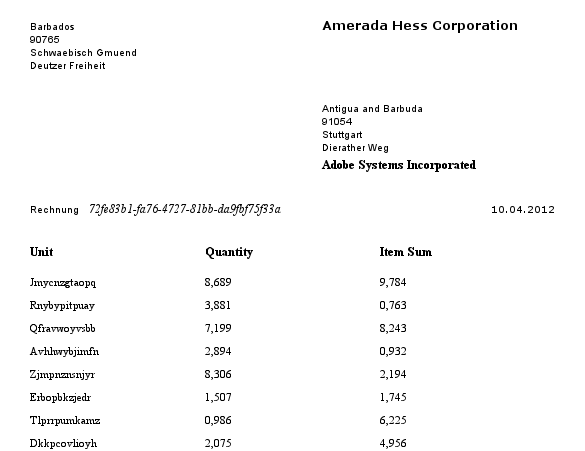 Barbados
90765
Schwaebisch Gmuend
Deutzer Freiheit
Amerada Hess Corporation
Antigua and Barbuda
91054
Stuttgart
Dierather Weg
Adobe Systems Incorporated
Rechnung 72fe83b1-fa76-4727-81bb-da9fbf75f33a 10.04.2012
Unit Quantity Item Sum
Jmycnzgtaopq 8,689 9,784
Rnybypitpuay 3,881 0,763
Qfravwoyvsbb 7,199 8,243
Avhhwybjimfn 2,894 0,932
Zjmpnznsnjyr 8,306 2,194
Erbopbkzjedr 1,507 1,745
Tlprrpumkamz 0,986 6,225
Dkkpcovlioyh 2,075 4,956